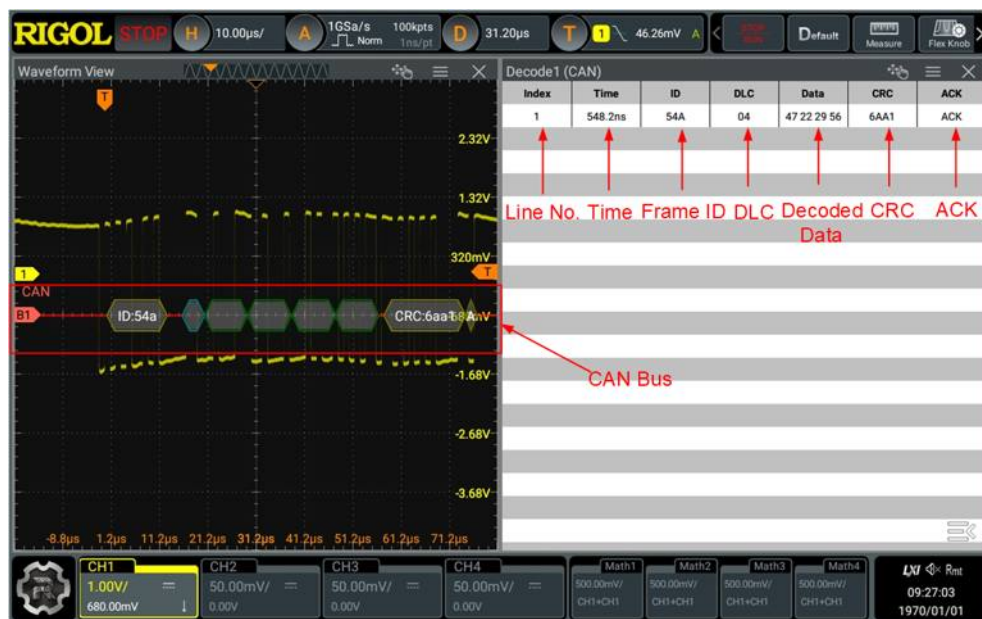 RIGOL STOP H 10.00µs/ A 1GSa/s 100kpts Norm 1ns/pt D 31.20µs T 1 46.26mV A Default Measure Flex Knob
Waveform View
Decode1 (CAN)
Index Time ID DLC Data CRC ACK
1 548.2ns 54A 04 47 22 29 56 6AA1 ACK
Line No. Time Frame ID DLC Decoded Data CRC ACK
T
2.32V
1.32V
320mV
1
T
CAN
B1 ID:54a CRC:6aa1 A
CAN Bus
-1.68V
-2.68V
-3.68V
-8.8µs 1.2µs 11.2µs 21.2µs 31.2µs 41.2µs 51.2µs 61.2µs 71.2µs
CH1 CH2 CH3 CH4 Math1 Math2 Math3 Math4
1.00V/ 50.00mV/ 50.00mV/ 50.00mV/ 500.00mV/ 500.00mV/ 500.00mV/ 500.00mV/
680.00mV 0.00V 0.00V 0.00V CH1+CH1 CH1+CH1 CH1+CH1 CH1+CH1
LXI Rmt
09:27:03
1970/01/01